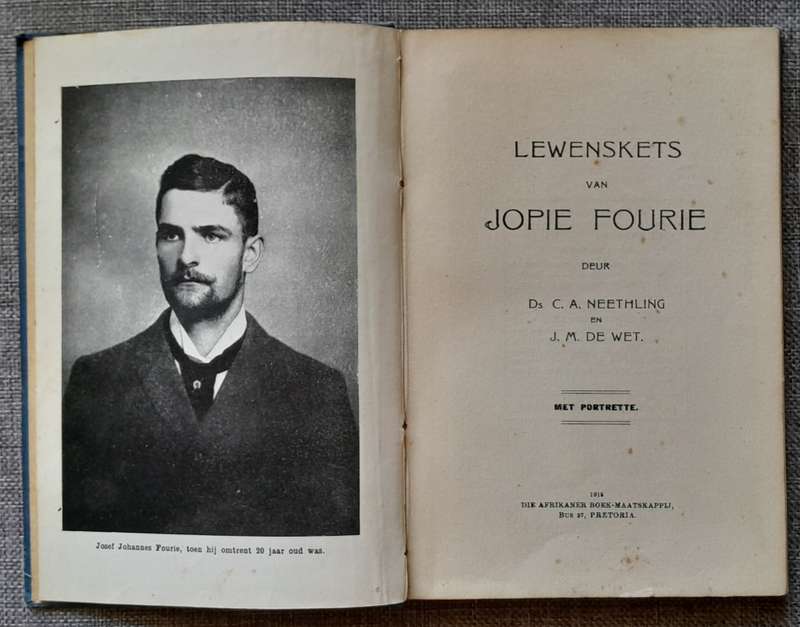 Josef Johannes Fourie, toen hij omtrent 20 jaar oud was.
LEWENSKETS
VAN
JOPIE FOURIE
DEUR
Ds. C. A. NEETHLING
EN
J. M. DE WET.
MET PORTRETTE.
DIE AFRIKANER BOEK-MAATSKAPPIJ,
BUS 27, PRETORIA.